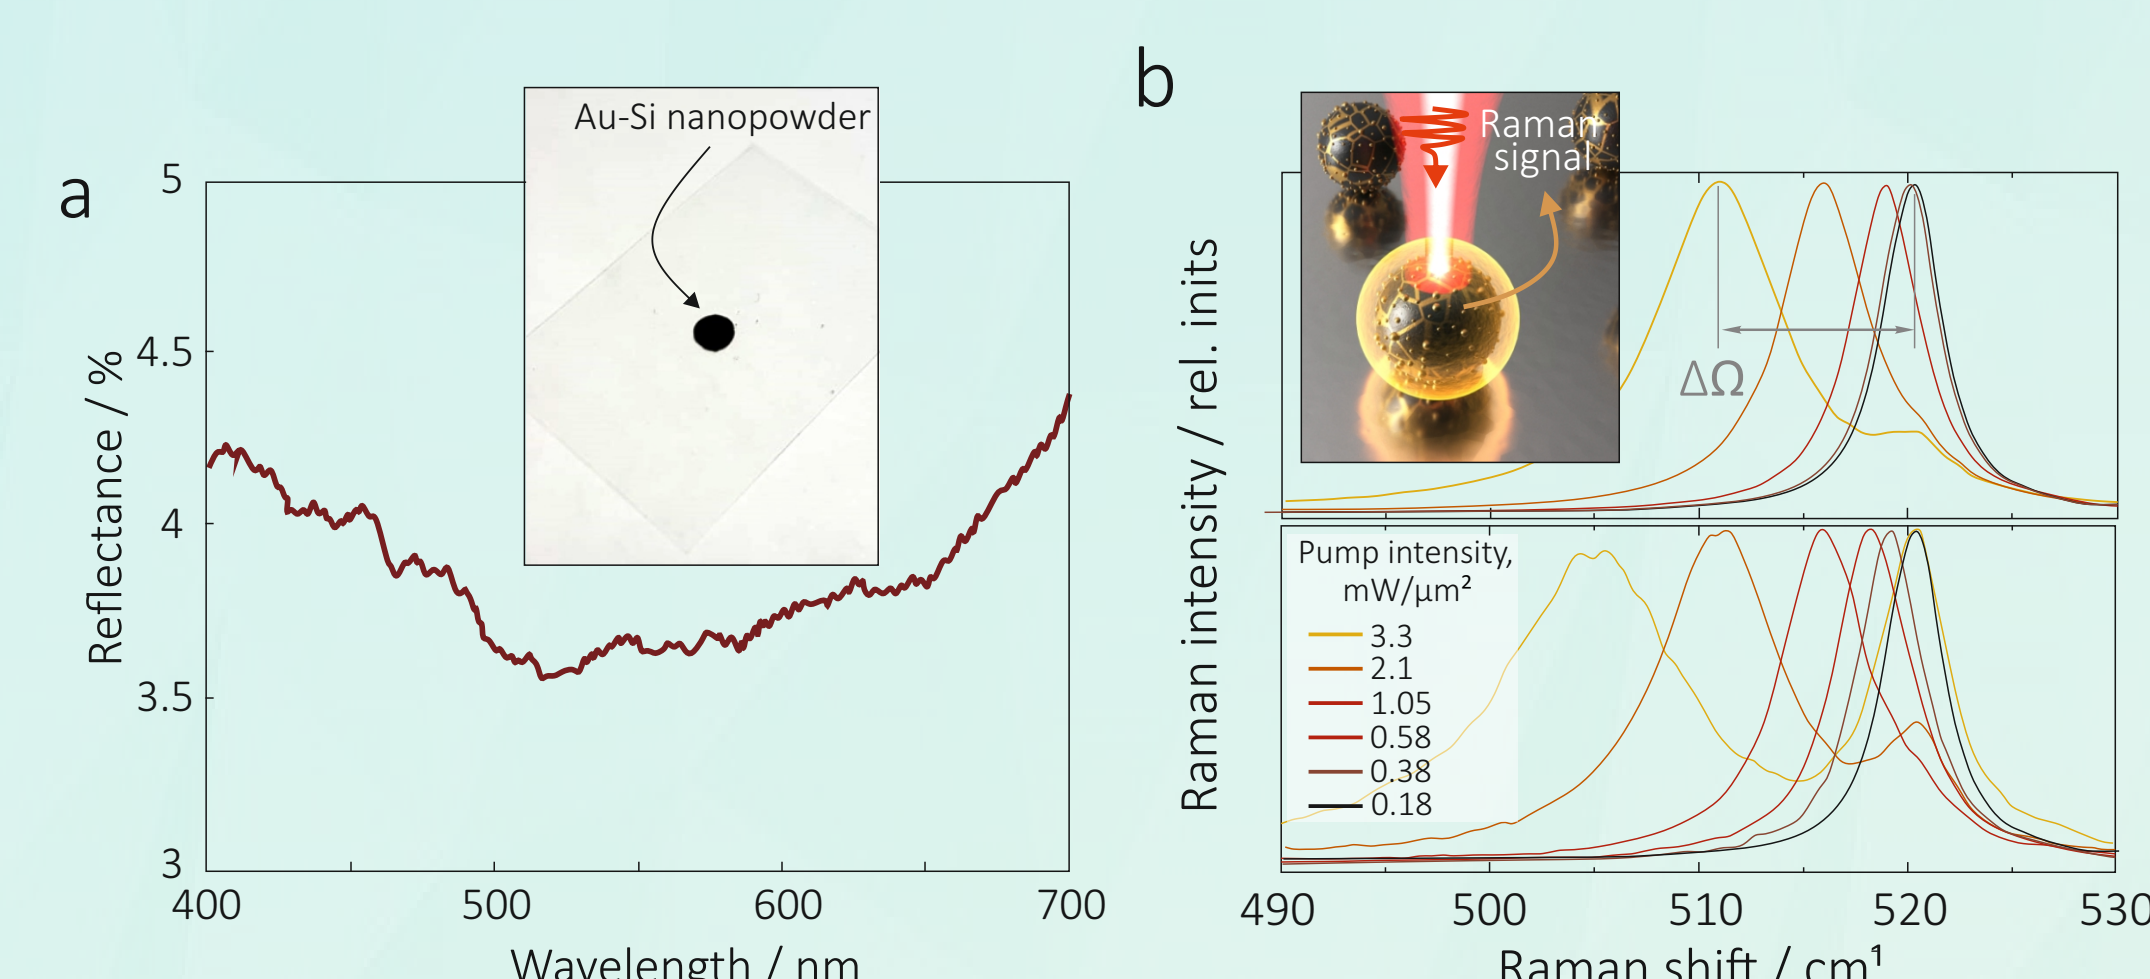 a
Au-Si nanopowder
Reflectance / %
5
4.5
4
3.5
3
400 500 600 700
Wavelength / nm
b
Raman
signal
Raman intensity / rel. inits
ΔΩ
Pump intensity,
mW/µm²
3.3
2.1
1.05
0.58
0.38
0.18
490 500 510 520 530
Raman shift / cm¹